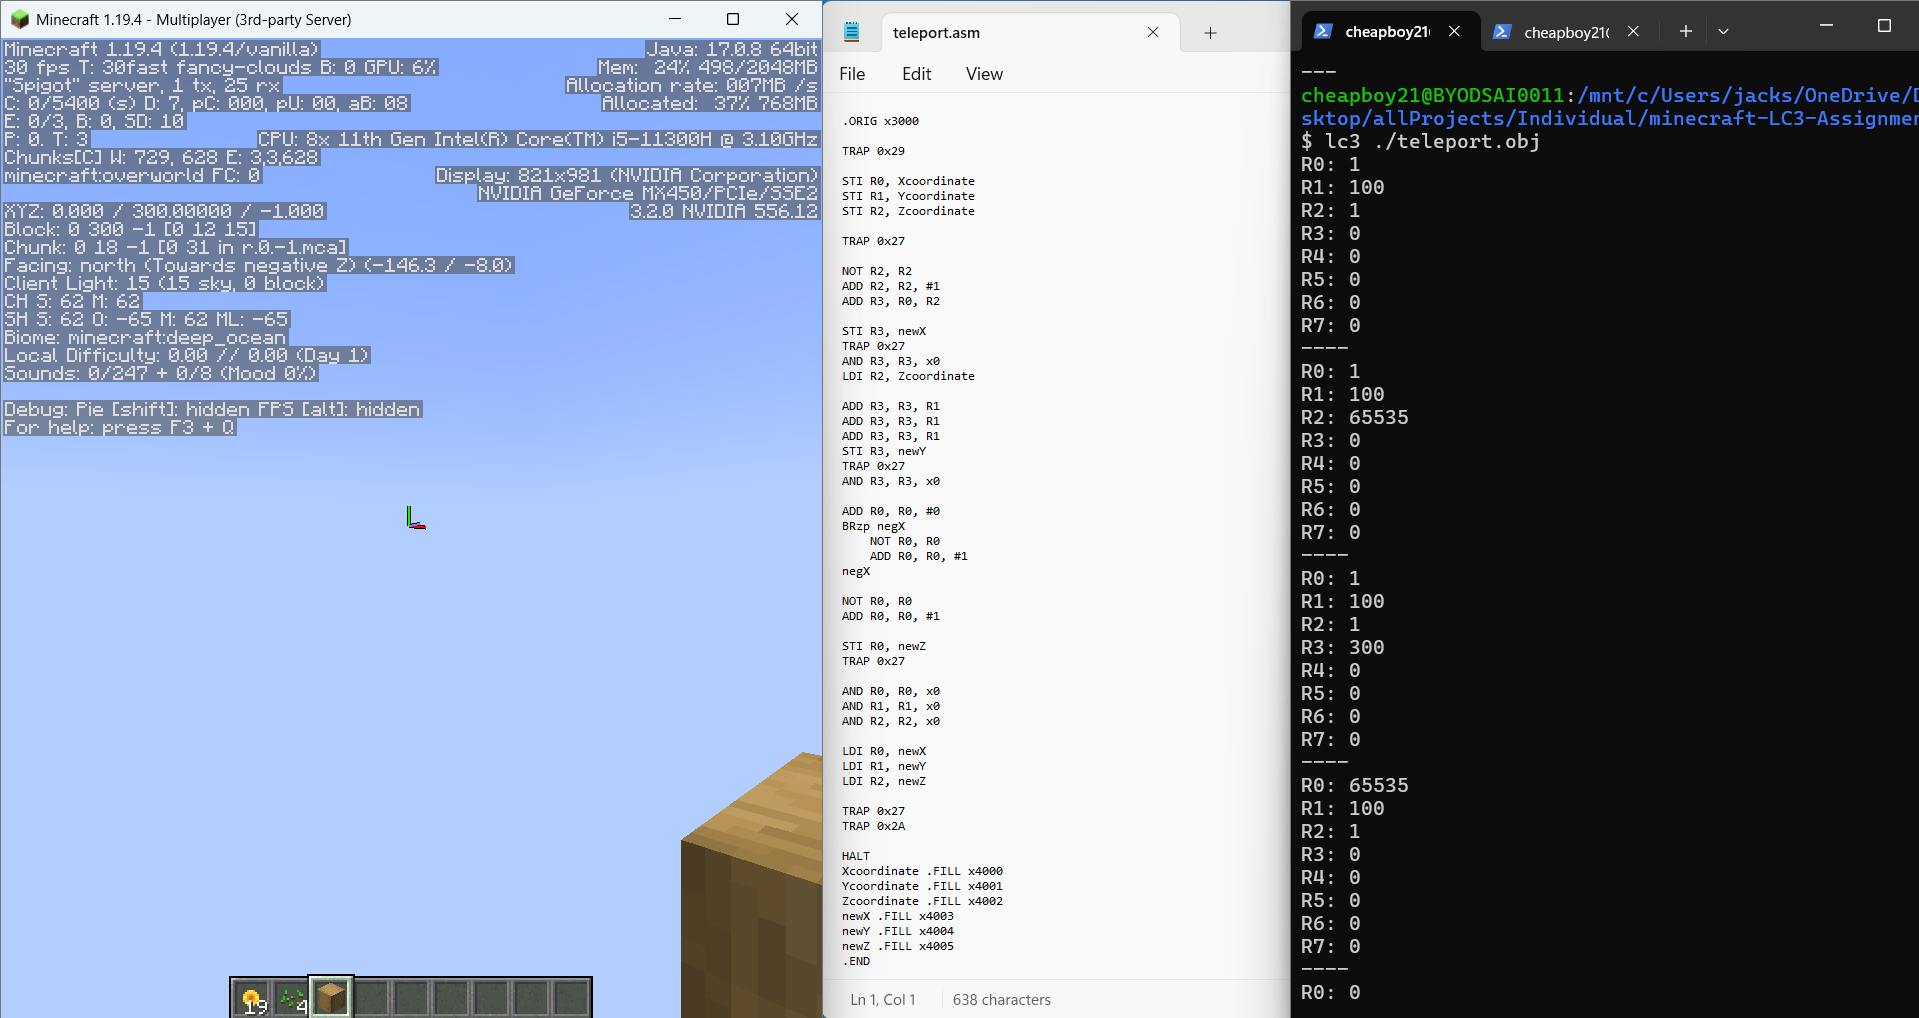 Minecraft 1.19.4 - Multiplayer (3rd-party Server)
Minecraft 1.19.4 (1.19.4/vanilla)
30 fps T: 30fast fancy-clouds B: 0 GPU: 6%
"Spigot" server, 1 tx, 25 rx
C: 0/5400 (s) D: 7, pC: 000, pU: 00, aB: 08
E: 0/3, B: 0, SD: 10
P: 0. T: 3
Chunks[C] W: 729, 628 E: 3,3,628
minecraft:overworld FC: 0
XYZ: 0.000 / 300.00000 / -1.000
Block: 0 300 -1 [0 12 15]
Chunk: 0 18 -1 [0 31 in r.0.-1.mca]
Facing: north (Towards negative Z) (-146.3 / -8.0)
Client Light: 15 (15 sky, 0 block)
CH S: 62 M: 62
SH S: 62 O: -65 M: 62 ML: -65
Biome: minecraft:deep_ocean
Local Difficulty: 0.00 // 0.00 (Day 1)
Sounds: 0/247 + 0/8 (Mood 0%)
Debug: Pie [shift]: hidden FPS [alt]: hidden
For help: press F3 + Q
Java: 17.0.8 64bit
Mem: 24% 498/2048MB
Allocation rate: 007MB /s
Allocated: 37% 768MB
CPU: 8x 11th Gen Intel(R) Core(TM) i5-11300H @ 3.10GHz
Display: 821x981 (NVIDIA Corporation)
NVIDIA GeForce MX450/PCIe/SSE2
3.2.0 NVIDIA 556.12
19
4
teleport.asm
File Edit View
.ORIG x3000
TRAP 0x29
STI R0, Xcoordinate
STI R1, Ycoordinate
STI R2, Zcoordinate
TRAP 0x27
NOT R2, R2
ADD R2, R2, #1
ADD R3, R0, R2
STI R3, newX
TRAP 0x27
AND R3, R3, x0
LDI R2, Zcoordinate
ADD R3, R3, R1
ADD R3, R3, R1
ADD R3, R3, R1
STI R3, newY
TRAP 0x27
AND R3, R3, x0
ADD R0, R0, #0
BRzp negX
NOT R0, R0
ADD R0, R0, #1
negX
NOT R0, R0
ADD R0, R0, #1
STI R0, newZ
TRAP 0x27
AND R0, R0, x0
AND R1, R1, x0
AND R2, R2, x0
LDI R0, newX
LDI R1, newY
LDI R2, newZ
TRAP 0x27
TRAP 0x2A
HALT
Xcoordinate .FILL x4000
Ycoordinate .FILL x4001
Zcoordinate .FILL x4002
newX .FILL x4003
newY .FILL x4004
newZ .FILL x4005
.END
Ln 1, Col 1 638 characters
cheapboy21 cheapboy21(
---
cheapboy21@BYODSAI0011:/mnt/c/Users/jacks/OneDrive/D
sktop/allProjects/Individual/minecraft-LC3-Assignmen
$ lc3 ./teleport.obj
R0: 1
R1: 100
R2: 1
R3: 0
R4: 0
R5: 0
R6: 0
R7: 0
----
R0: 1
R1: 100
R2: 65535
R3: 0
R4: 0
R5: 0
R6: 0
R7: 0
----
R0: 1
R1: 100
R2: 1
R3: 300
R4: 0
R5: 0
R6: 0
R7: 0
----
R0: 65535
R1: 100
R2: 1
R3: 0
R4: 0
R5: 0
R6: 0
R7: 0
----
R0: 0